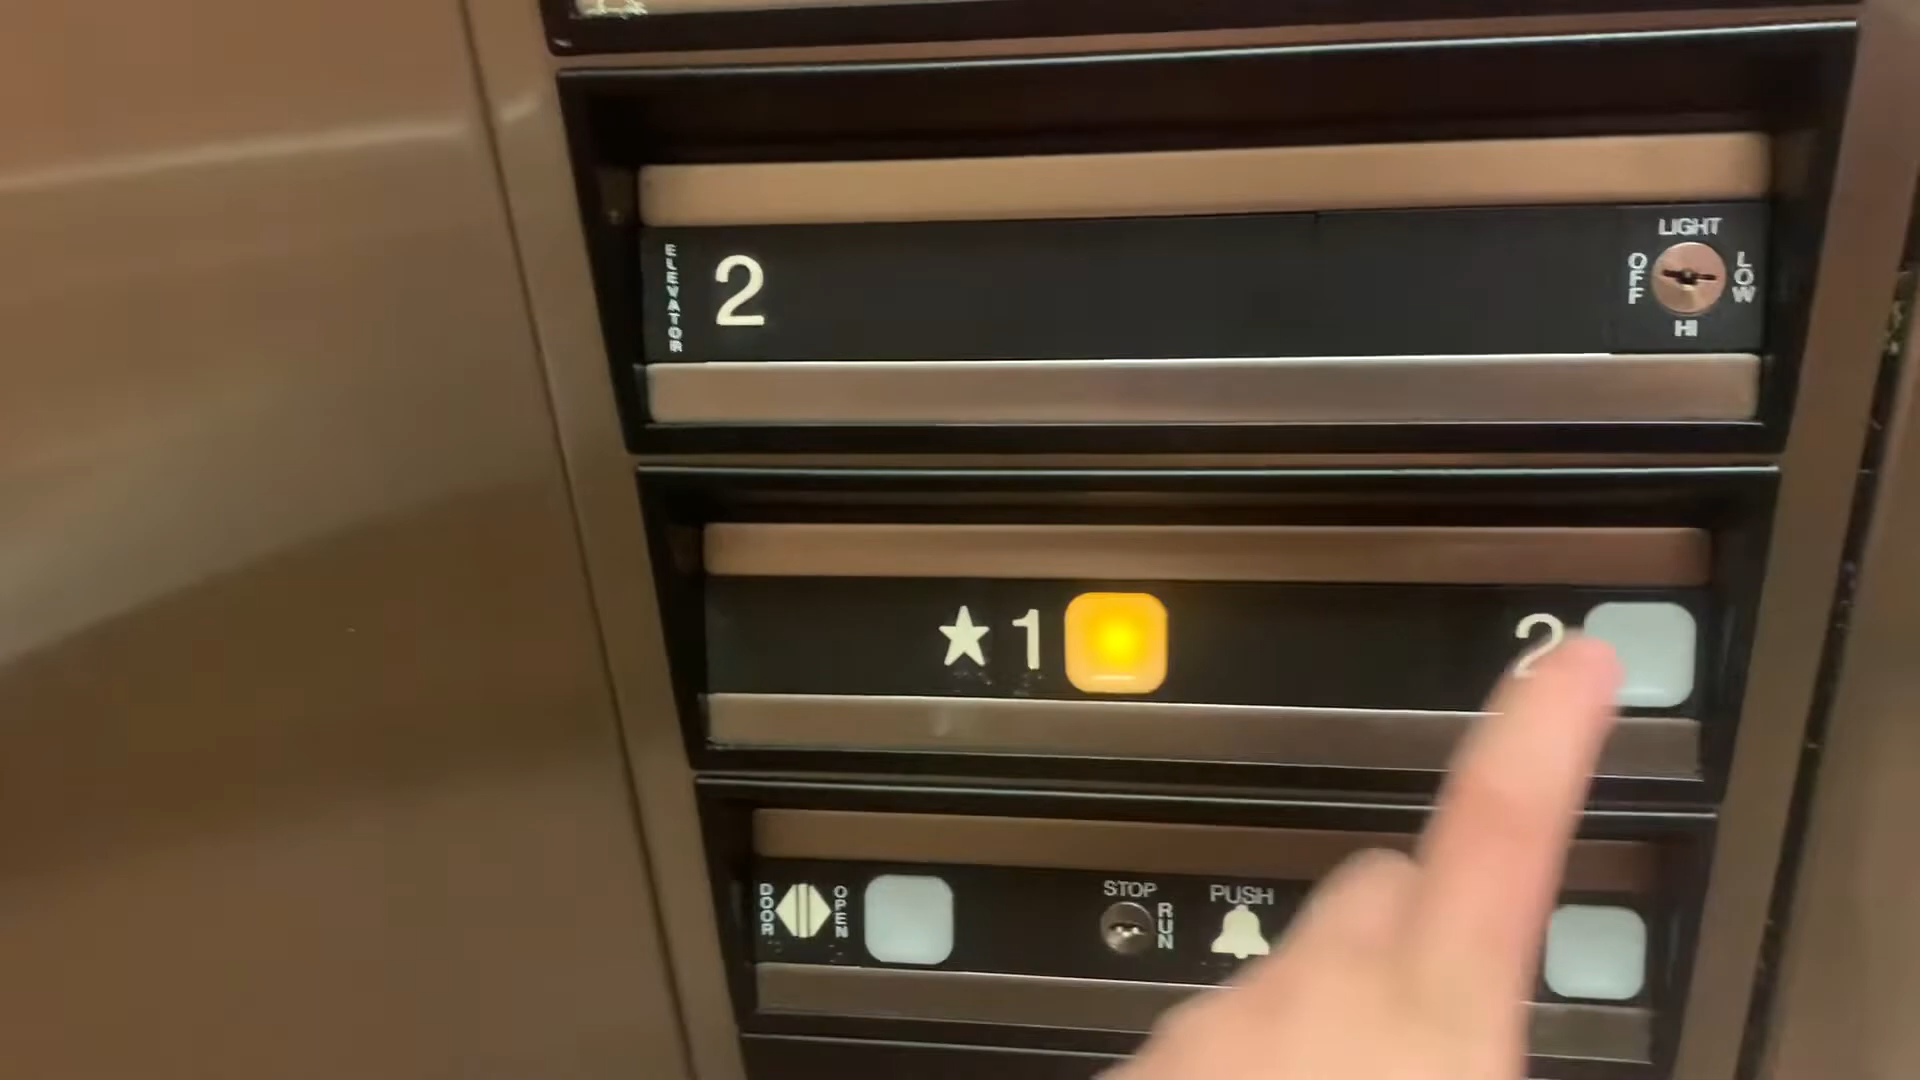 ELEVATOR
2
LIGHT
OFF
LOW
HI
★1
2
DOOR
OPEN
STOP
RUN
PUSH